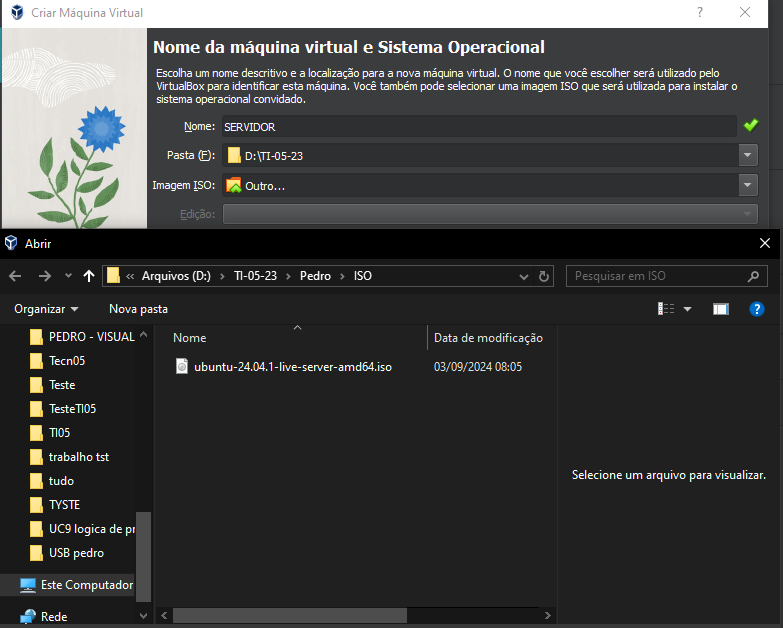 Criar Máquina Virtual
?
Nome da máquina virtual e Sistema Operacional
Escolha um nome descritivo e a localização para a nova máquina virtual. O nome que você escolher será utilizado pelo
VirtualBox para identificar esta máquina. Você também pode selecionar uma imagem ISO que será utilizada para instalar o
sistema operacional convidado.
Nome: SERVIDOR
Pasta (F): D:\TI-05-23
Imagem ISO: Outro...
Edição:
Abrir
« Arquivos (D:) > TI-05-23 > Pedro > ISO
Pesquisar em ISO
Organizar
Nova pasta
?
Nome
Data de modificação
PEDRO - VISUAL
Tecn05
Teste
TesteTI05
TI05
trabalho tst
tudo
TYSTE
UC9 logica de pr
USB pedro
Este Computador
Rede
ubuntu-24.04.1-live-server-amd64.iso
03/09/2024 08:05
Selecione um arquivo para visualizar.